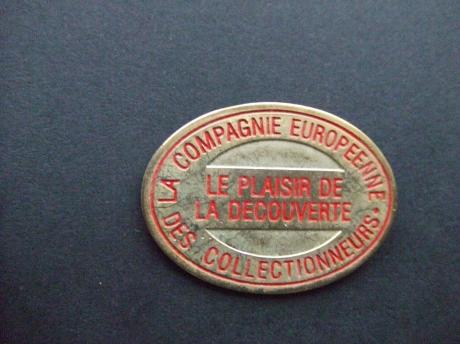 LA COMPAGNIE EUROPEENNE
LE PLAISIR DE
LA DECOUVERTE
DES COLLECTIONNEURS